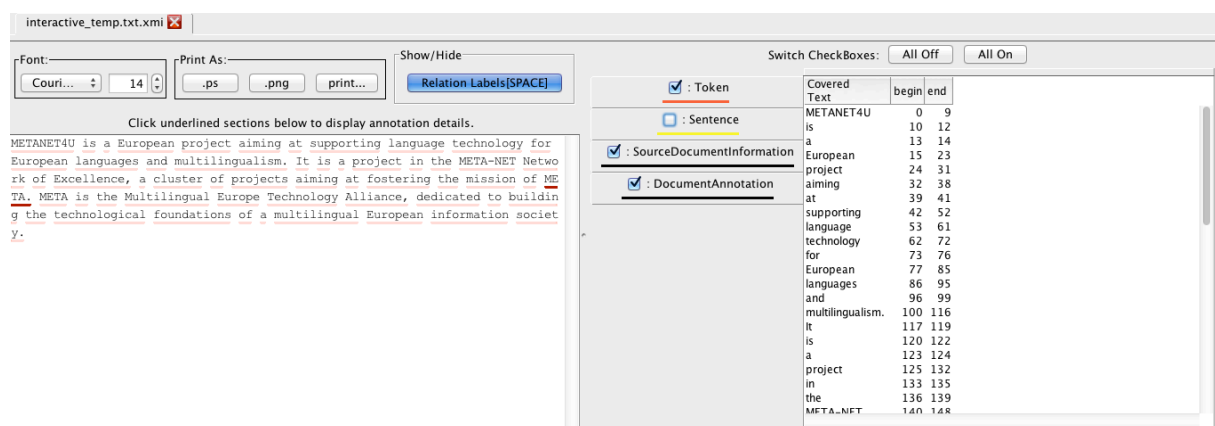 interactive_temp.txt.xmi
Font:
Couri...
14
Print As:
.ps
.png
print...
Show/Hide
Relation Labels[SPACE]
Click underlined sections below to display annotation details.
METANET4U is a European project aiming at supporting language technology for
European languages and multilingualism. It is a project in the META-NET Netwo
rk of Excellence, a cluster of projects aiming at fostering the mission of ME
TA. META is the Multilingual Europe Technology Alliance, dedicated to buildin
g the technological foundations of a multilingual European information societ
y.
Switch CheckBoxes: All Off All On
: Token
: Sentence
: SourceDocumentInformation
: DocumentAnnotation
Covered Text begin end
METANET4U 0 9
is 10 12
a 13 14
European 15 23
project 24 31
aiming 32 38
at 39 41
supporting 42 52
language 53 61
technology 62 72
for 73 76
European 77 85
languages 86 95
and 96 99
multilingualism. 100 116
It 117 119
is 120 122
a 123 124
project 125 132
in 133 135
the 136 139
META-NET 140 148